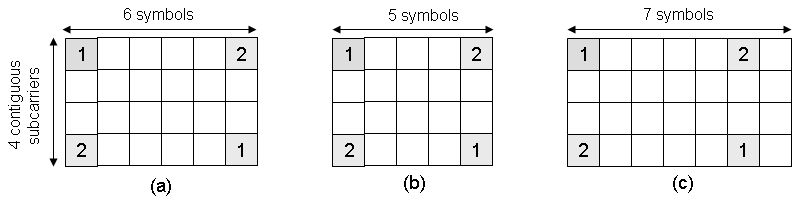 6 symbols 5 symbols 7 symbols
4 contiguous
subcarriers
1 2 1 2 1 2
2 1 2 1 2 1
(a) (b) (c)